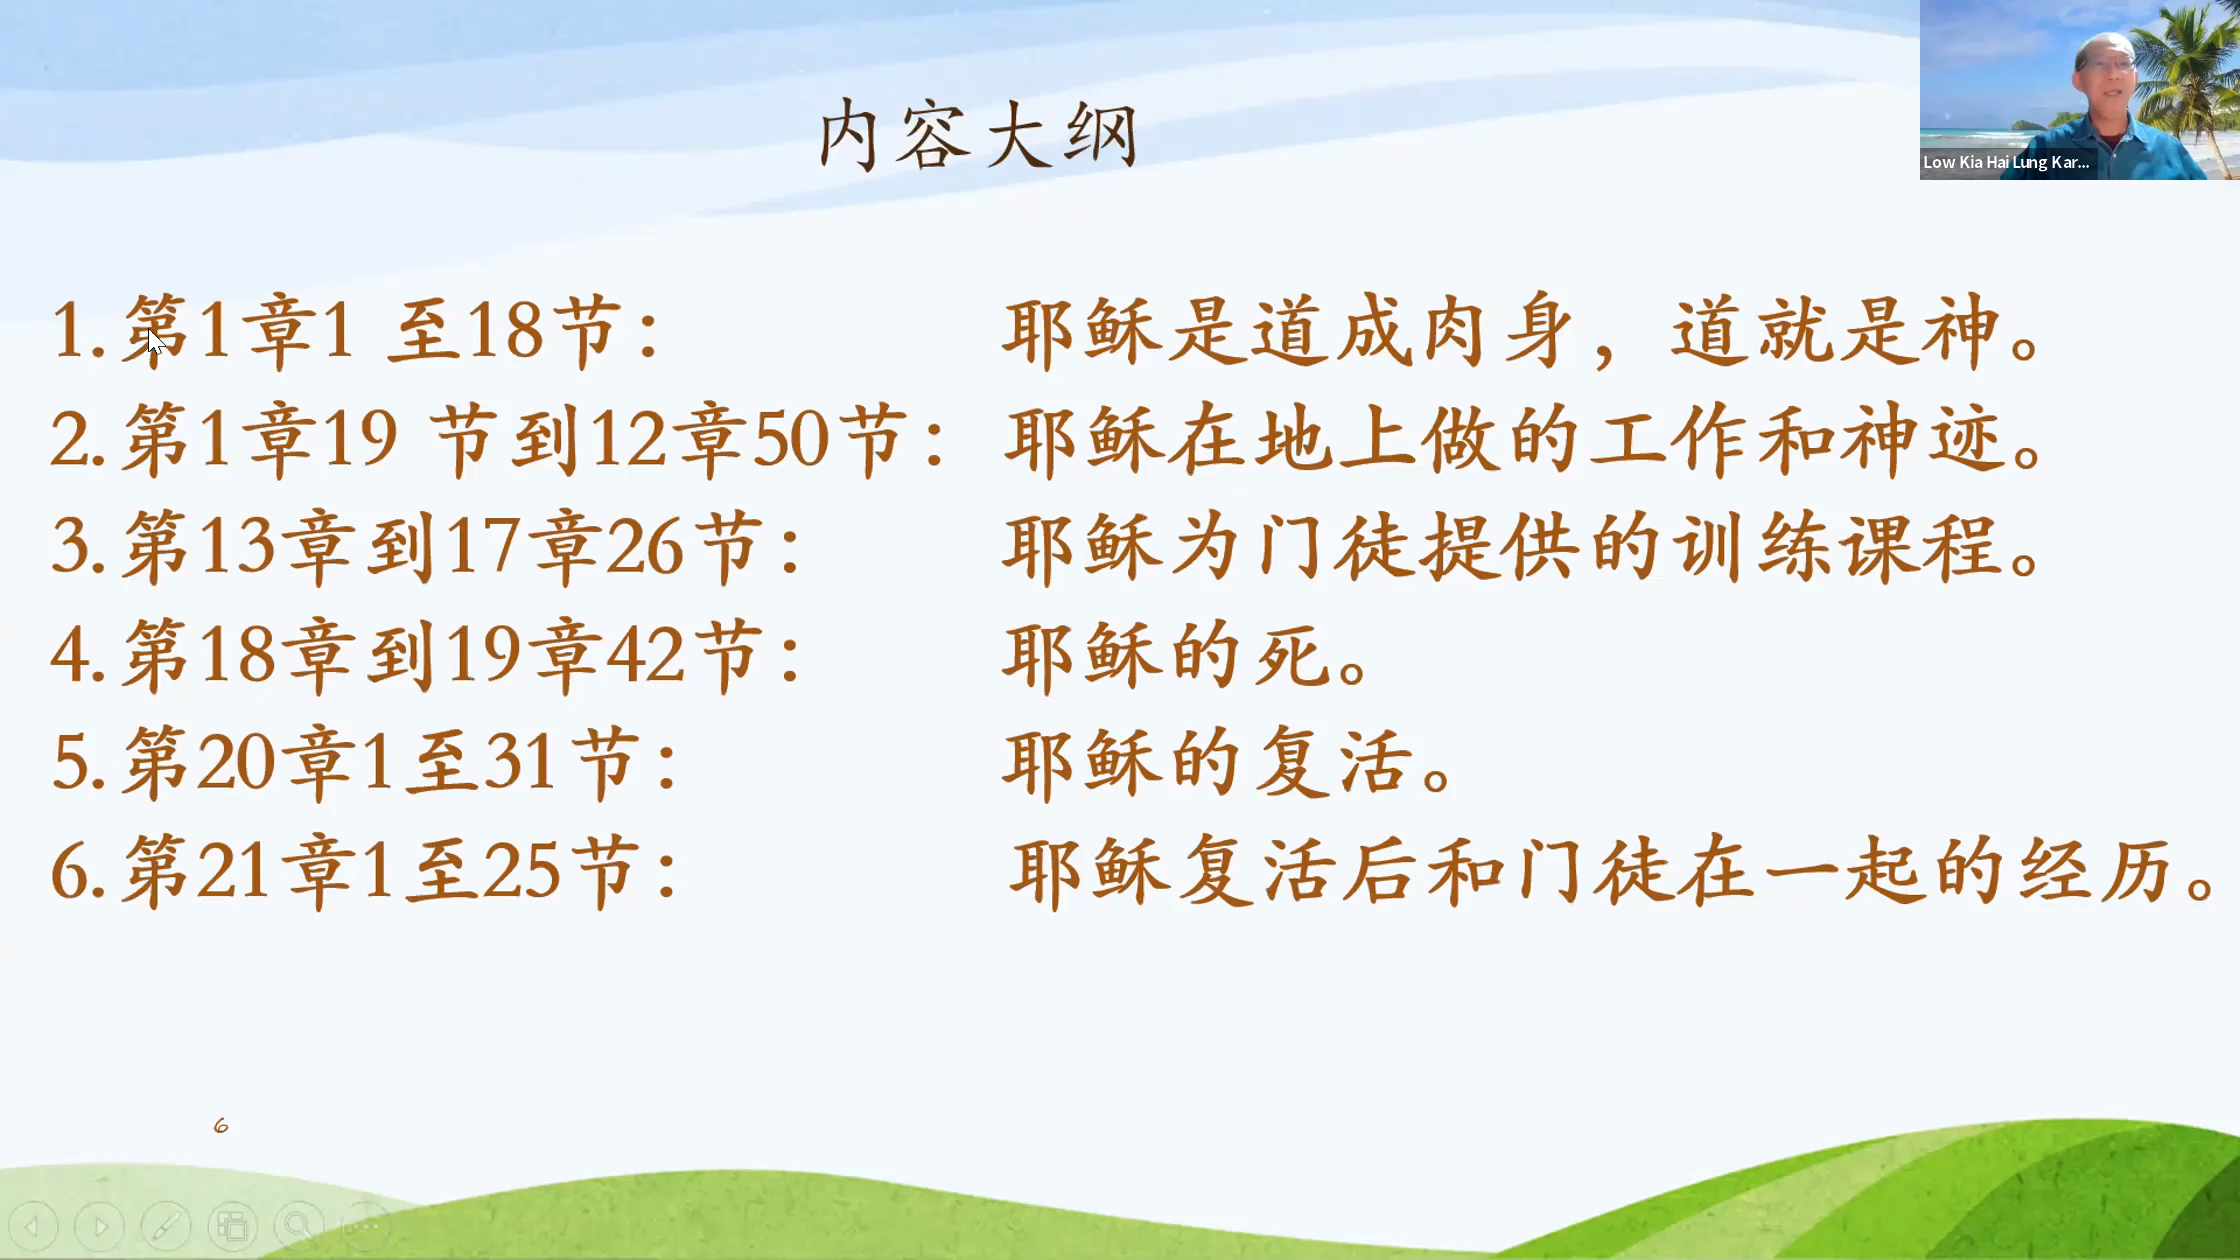 内容大纲
Low Kia Hai Lung Kar...
1. 第1章1 至18节： 耶稣是道成肉身，道就是神。
2. 第1章19 节到12章50节： 耶稣在地上做的工作和神迹。
3. 第13章到17章26节： 耶稣为门徒提供的训练课程。
4. 第18章到19章42节： 耶稣的死。
5. 第20章1至31节： 耶稣的复活。
6. 第21章1至25节： 耶稣复活后和门徒在一起的经历。
6